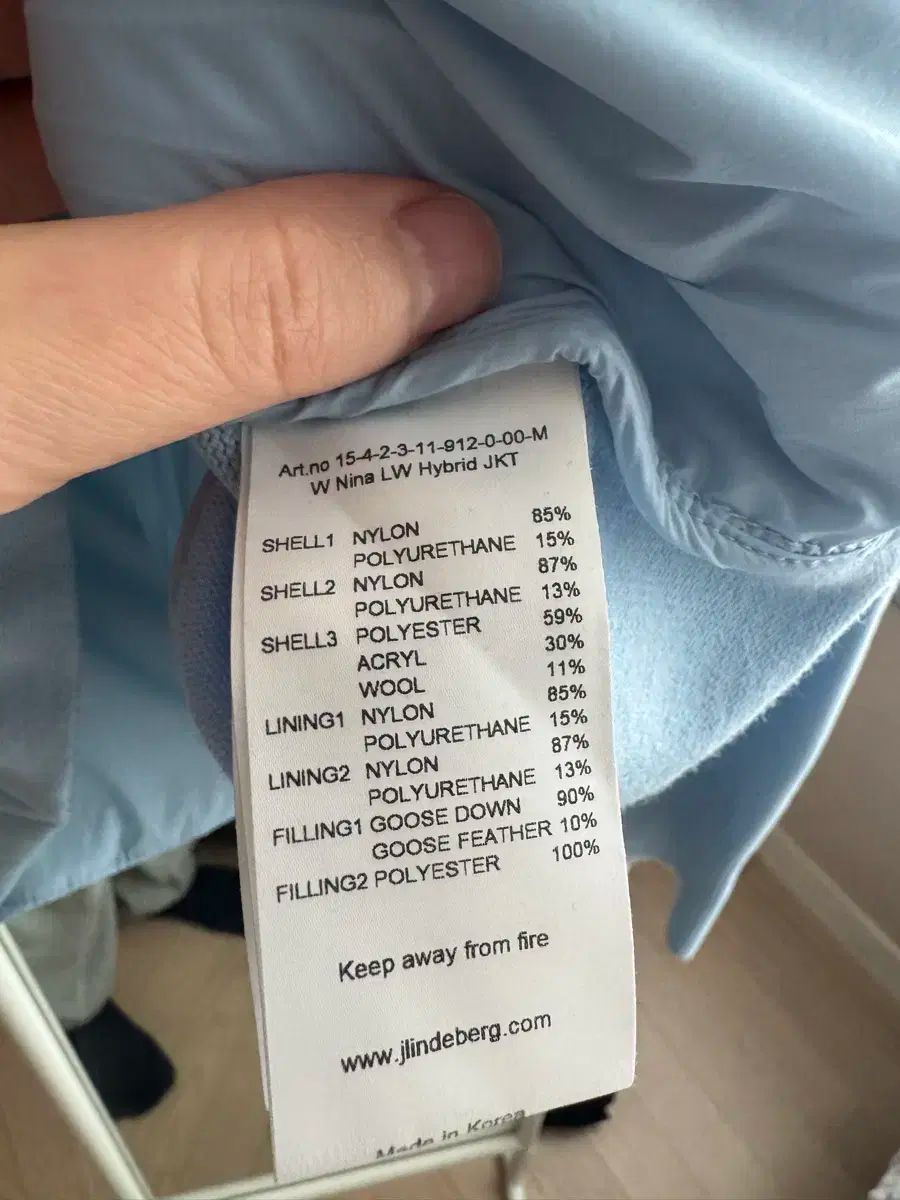 Art.no 15-4-2-3-11-912-0-00-M
W Nina LW Hybrid JKT
SHELL1 NYLON 85%
POLYURETHANE 15%
SHELL2 NYLON 87%
POLYURETHANE 13%
SHELL3 POLYESTER 59%
ACRYL 30%
WOOL 11%
LINING1 NYLON 85%
POLYURETHANE 15%
LINING2 NYLON 87%
POLYURETHANE 13%
FILLING1 GOOSE DOWN 90%
GOOSE FEATHER 10%
FILLING2 POLYESTER 100%
Keep away from fire
www.jlindeberg.com
Made in Korea